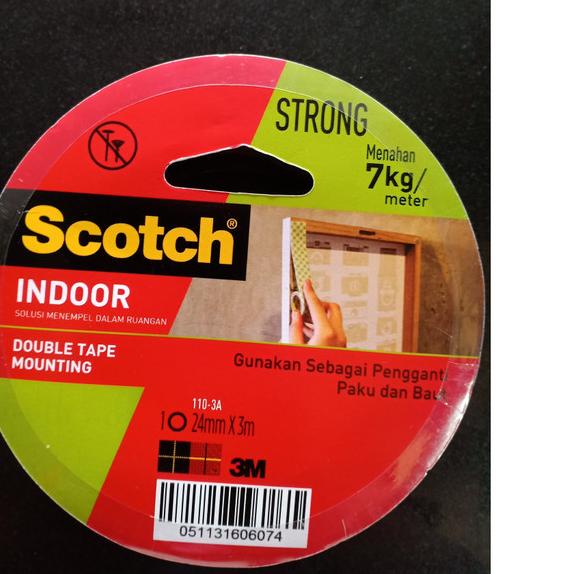 STRONG
Menahan
7kg/
meter
Scotch®
INDOOR
SOLUSI MENEMPEL DALAM RUANGAN
DOUBLE TAPE
MOUNTING
Gunakan Sebagai Penggant
Paku dan Baut
110-3A
1 24mm X 3m
3M
051131606074